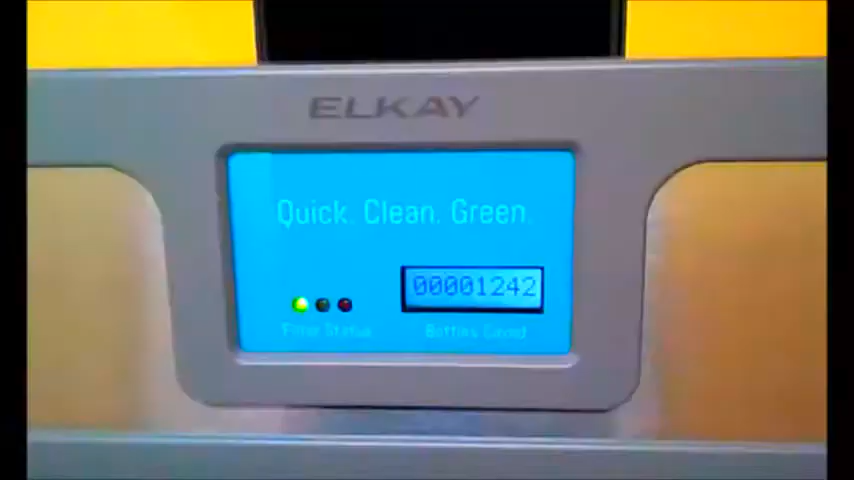 ELKAY
Quick. Clean. Green.
00001242
Filter Status
Bottles Saved